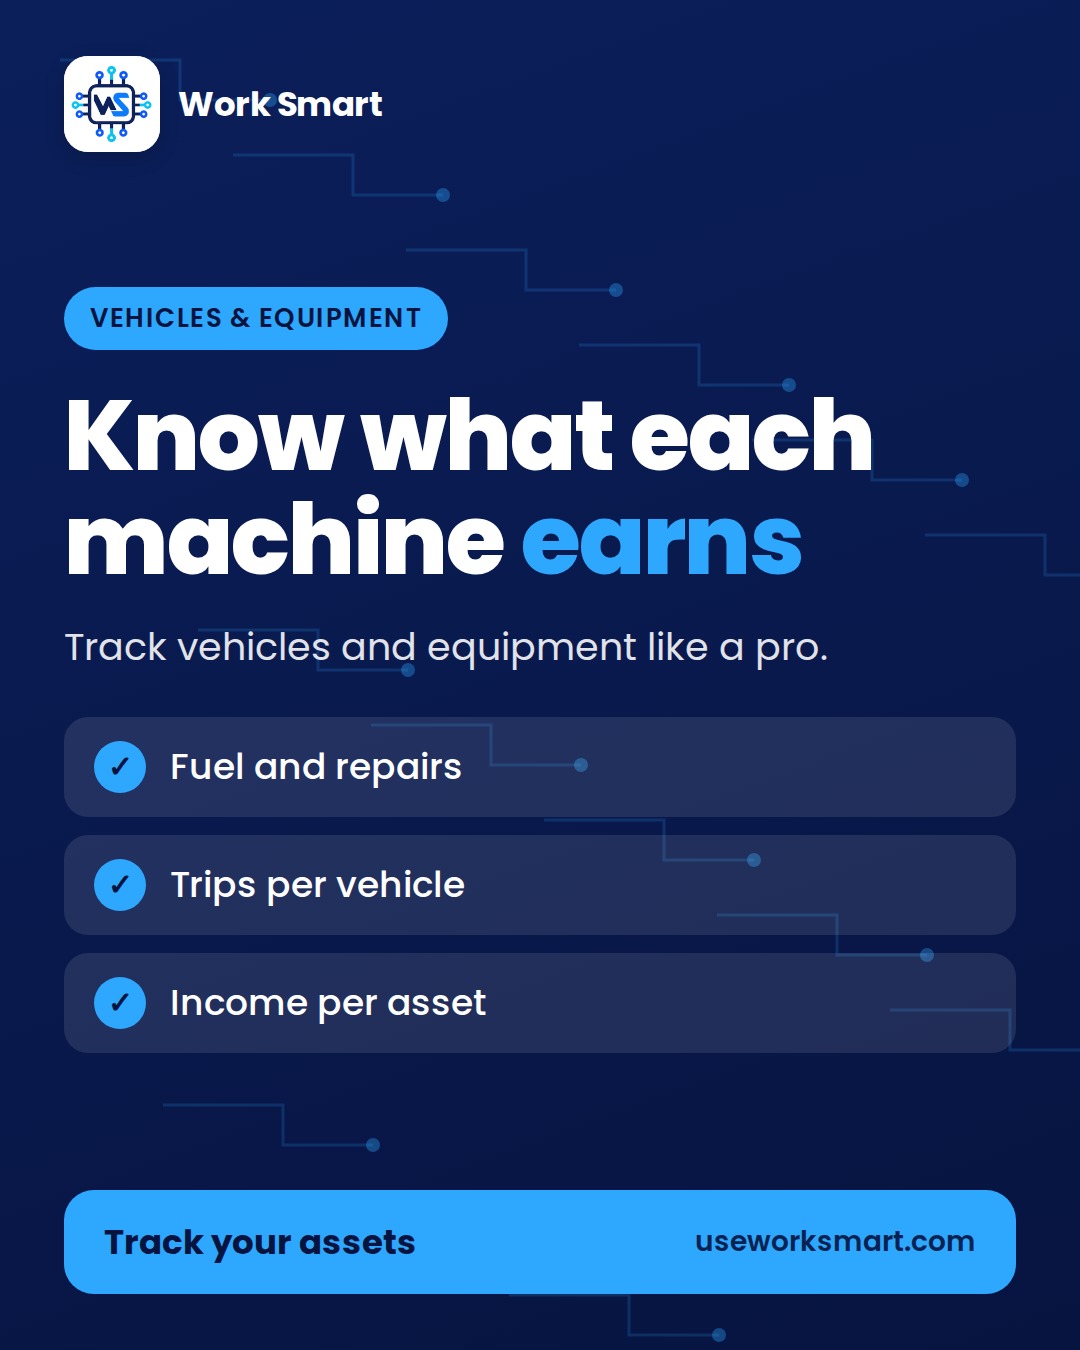 WS
Work Smart
VEHICLES & EQUIPMENT
Know what each
machine earns
Track vehicles and equipment like a pro.
✓ Fuel and repairs
✓ Trips per vehicle
✓ Income per asset
Track your assets
useworksmart.com